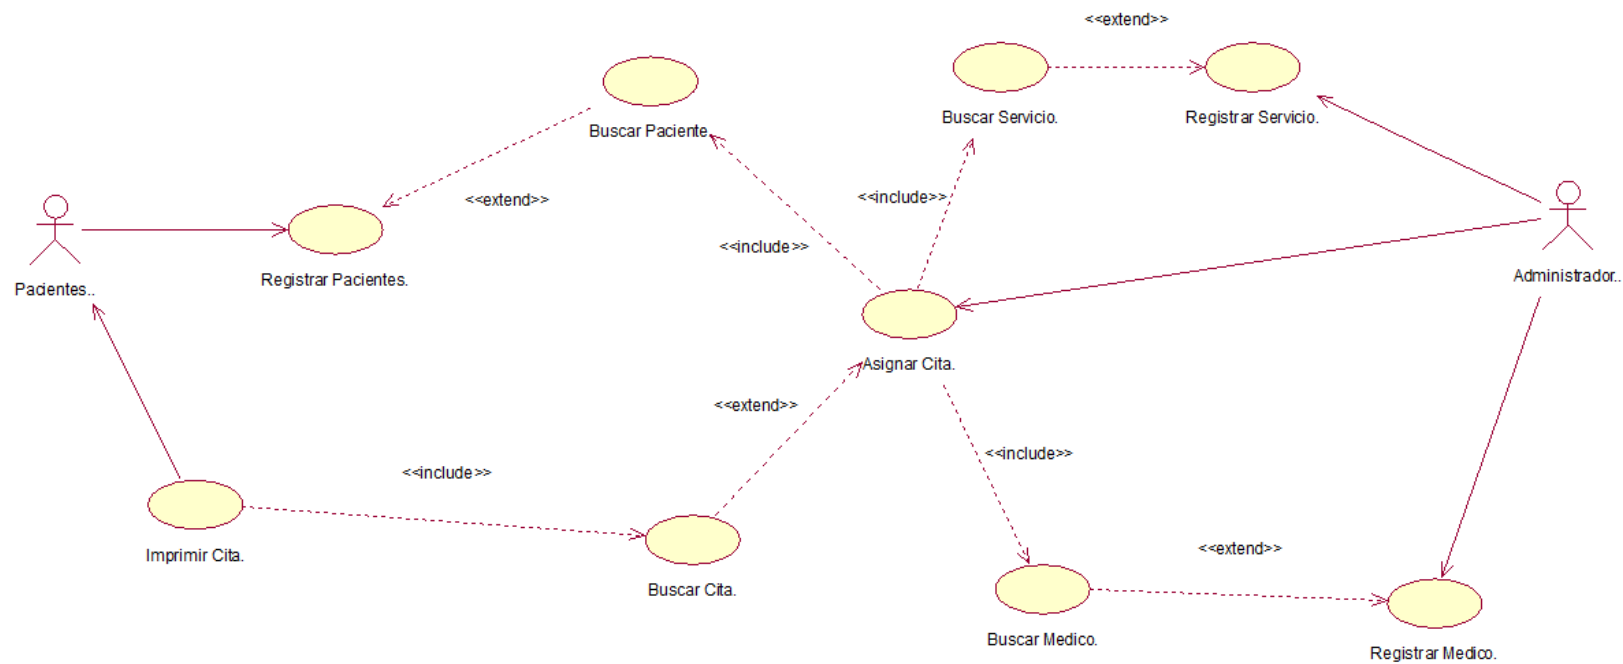 <<extend>>
Buscar Servicio.
Registrar Servicio.
Buscar Paciente.
<<extend>>
<<include>>
<<include>>
Pacientes..
Registrar Pacientes.
Administrador..
Asignar Cita.
<<extend>>
<<include>>
<<include>>
Imprimir Cita.
Buscar Cita.
<<extend>>
Buscar Medico.
Registrar Medico.